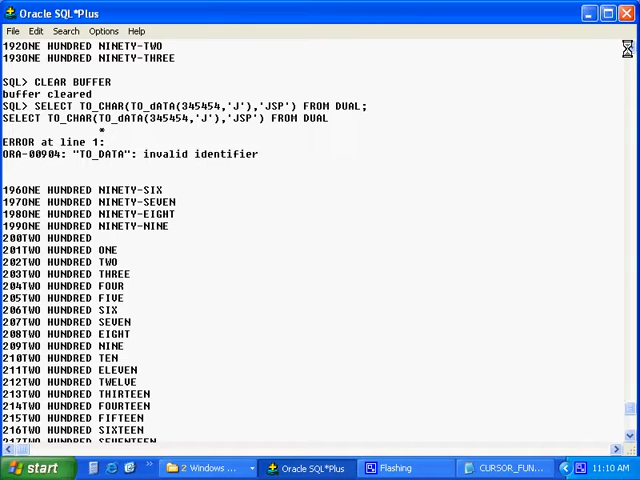 Oracle SQL*Plus
File Edit Search Options Help
192ONE HUNDRED NINETY-TWO
193ONE HUNDRED NINETY-THREE
SQL> CLEAR BUFFER
buffer cleared
SQL> SELECT TO_CHAR(TO_dATA(345454,'J'),'JSP') FROM DUAL;
SELECT TO_CHAR(TO_dATA(345454,'J'),'JSP') FROM DUAL
*
ERROR at line 1:
ORA-00904: "TO_DATA": invalid identifier
196ONE HUNDRED NINETY-SIX
197ONE HUNDRED NINETY-SEVEN
198ONE HUNDRED NINETY-EIGHT
199ONE HUNDRED NINETY-NINE
200TWO HUNDRED
201TWO HUNDRED ONE
202TWO HUNDRED TWO
203TWO HUNDRED THREE
204TWO HUNDRED FOUR
205TWO HUNDRED FIVE
206TWO HUNDRED SIX
207TWO HUNDRED SEVEN
208TWO HUNDRED EIGHT
209TWO HUNDRED NINE
210TWO HUNDRED TEN
211TWO HUNDRED ELEVEN
212TWO HUNDRED TWELVE
213TWO HUNDRED THIRTEEN
214TWO HUNDRED FOURTEEN
215TWO HUNDRED FIFTEEN
216TWO HUNDRED SIXTEEN
217TWO HUNDRED SEVENTEEN
start 2 Windows ... Oracle SQL*Plus Flashing CURSOR_FUN... 11:10 AM